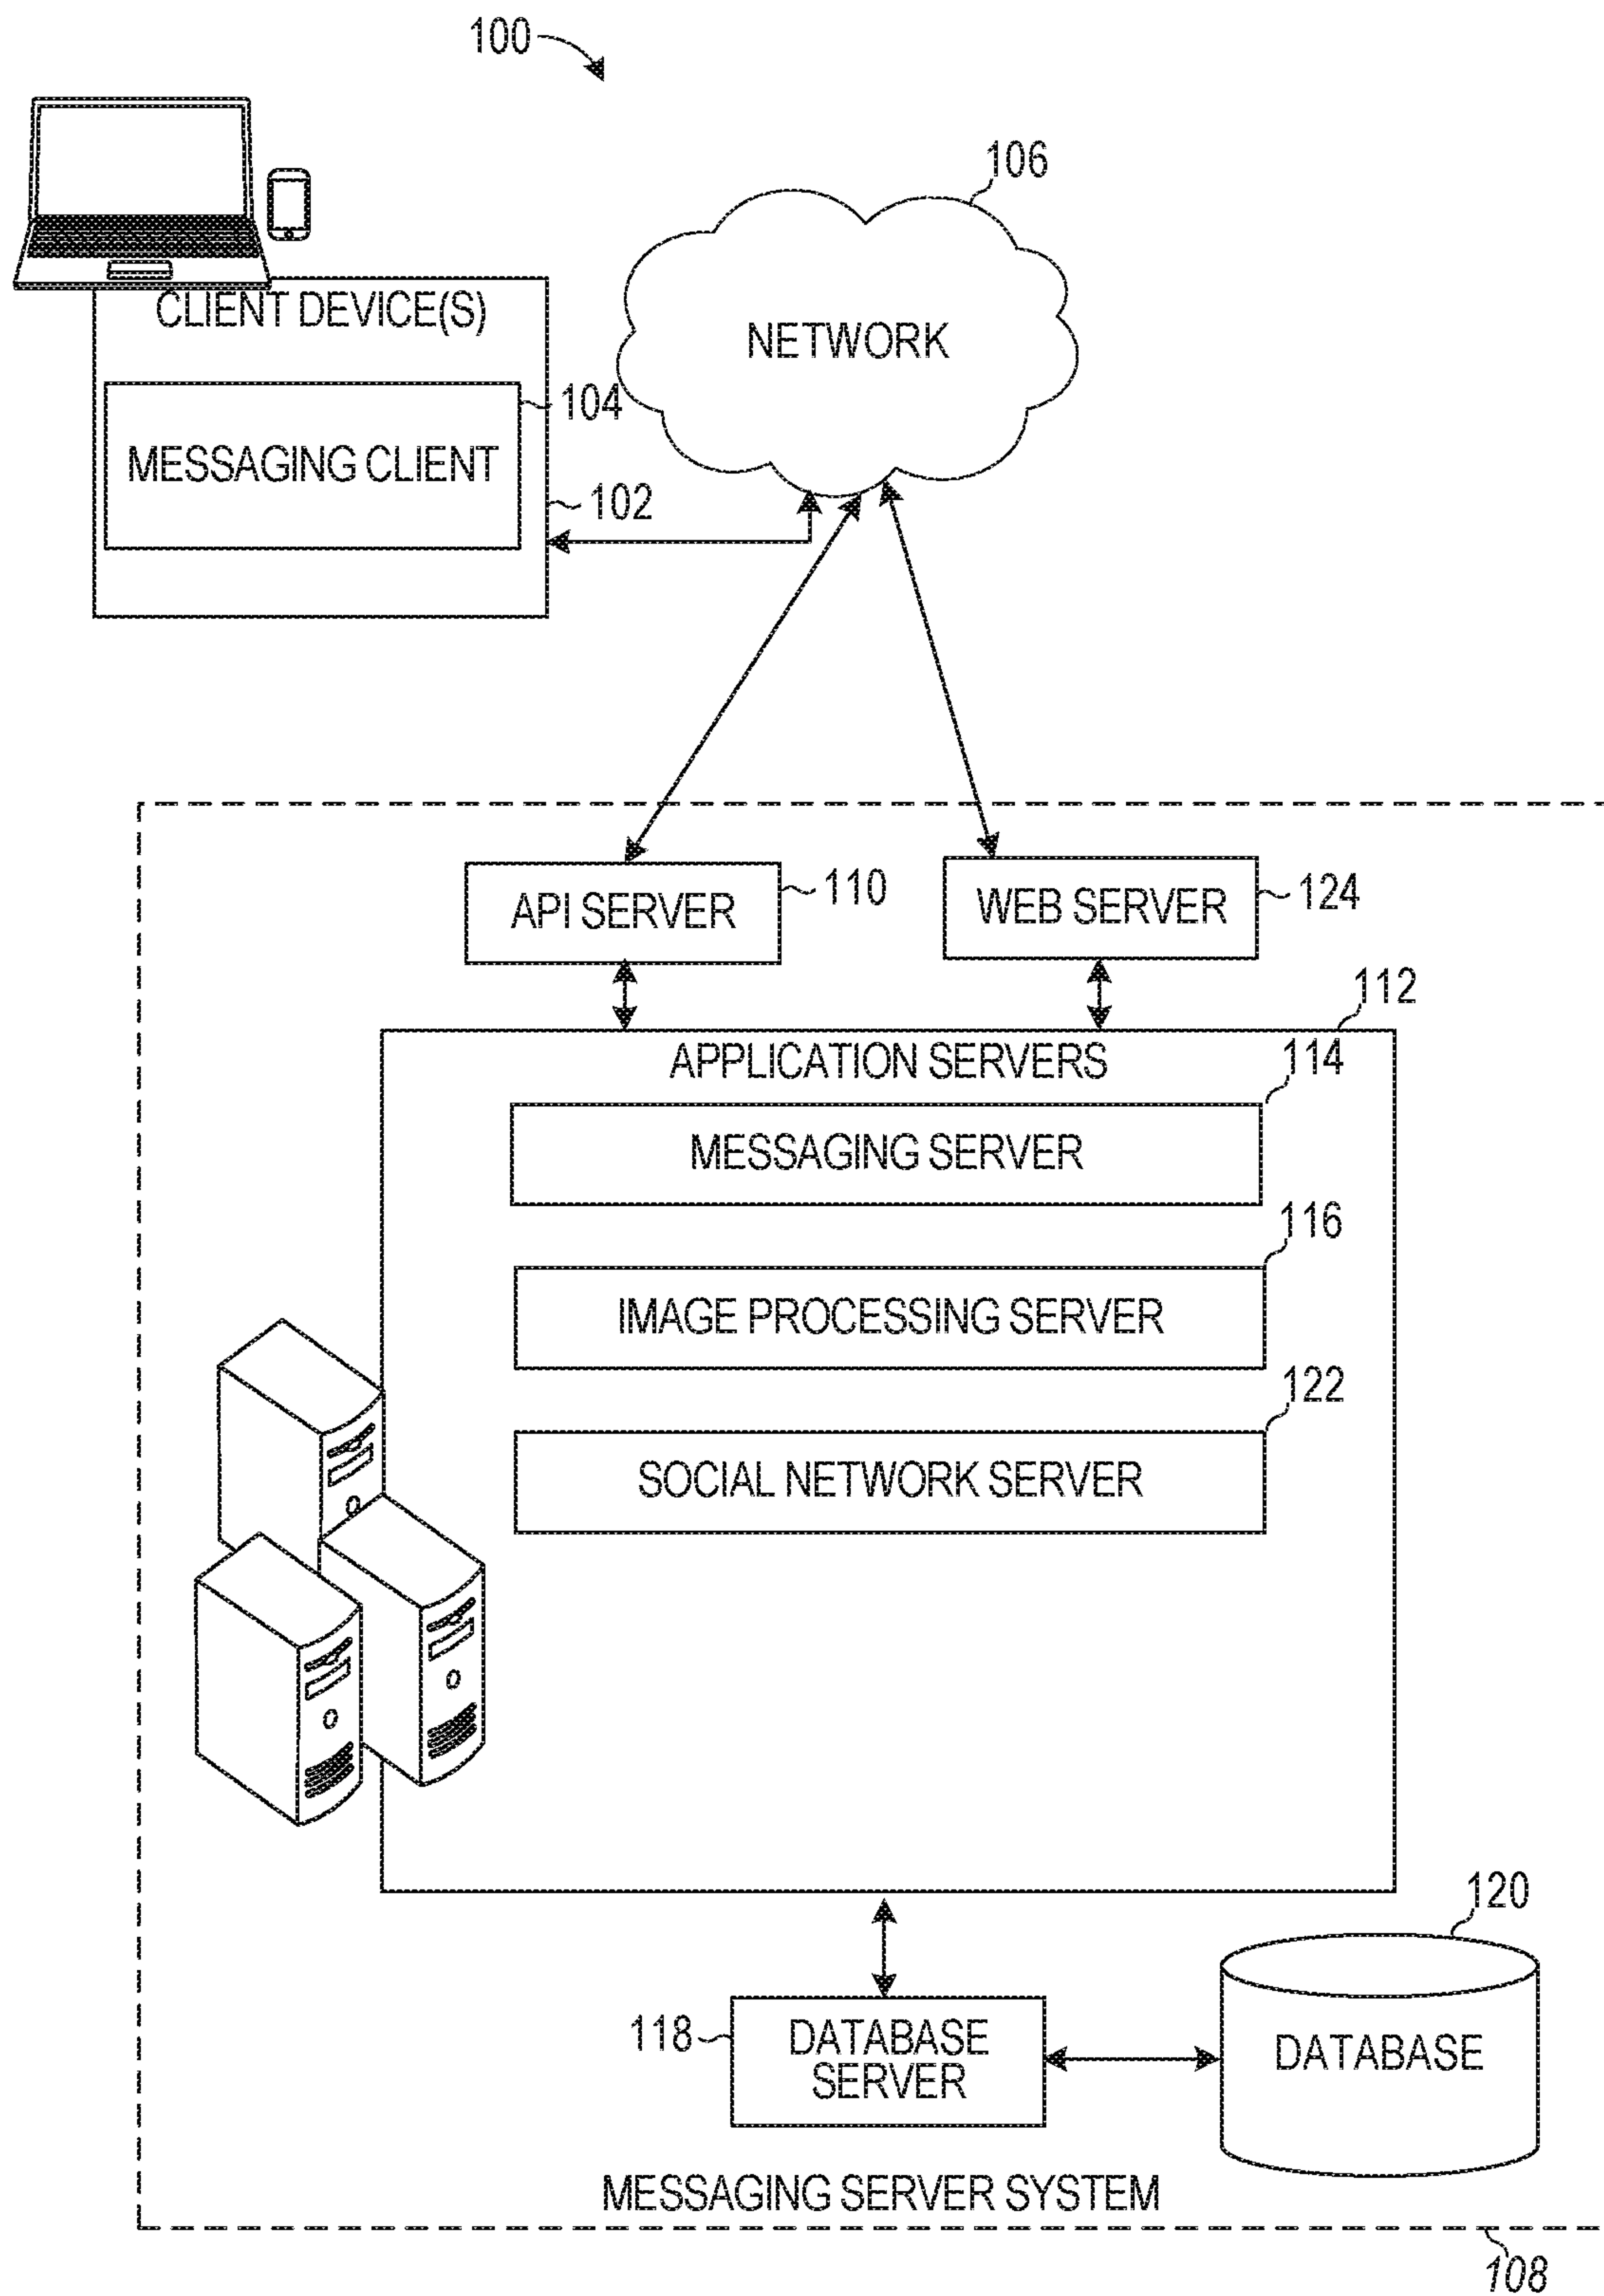 100
106
CLIENT DEVICE(S)
NETWORK
104
MESSAGING CLIENT
102
API SERVER
110
WEB SERVER
124
112
APPLICATION SERVERS
114
MESSAGING SERVER
116
IMAGE PROCESSING SERVER
122
SOCIAL NETWORK SERVER
120
118
DATABASE
SERVER
DATABASE
MESSAGING SERVER SYSTEM
108